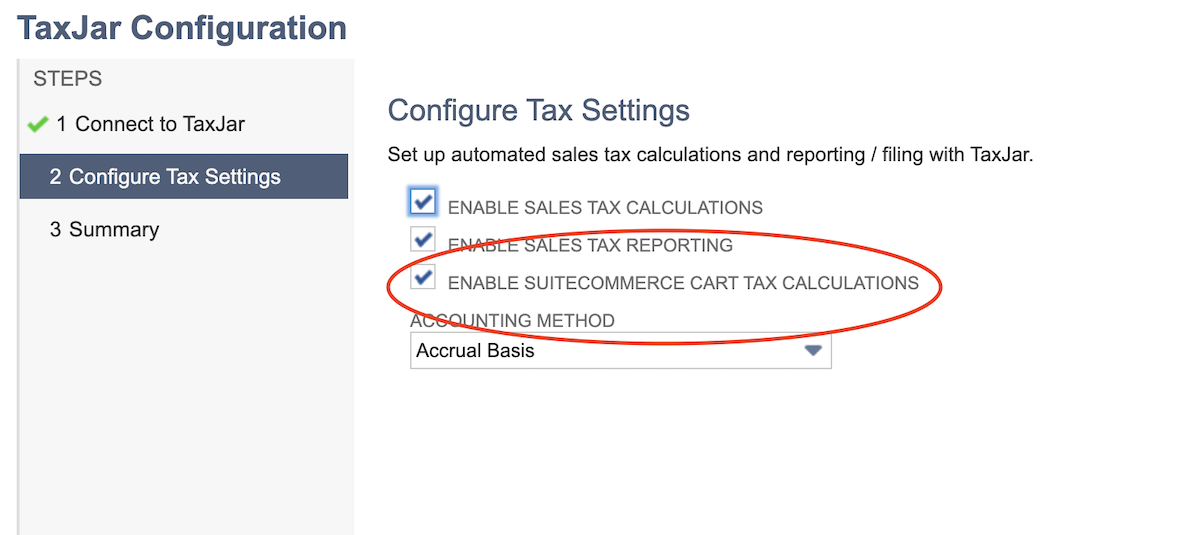 TaxJar Configuration
STEPS
1 Connect to TaxJar
2 Configure Tax Settings
3 Summary
Configure Tax Settings
Set up automated sales tax calculations and reporting / filing with TaxJar.
ENABLE SALES TAX CALCULATIONS
ENABLE SALES TAX REPORTING
ENABLE SUITECOMMERCE CART TAX CALCULATIONS
ACCOUNTING METHOD
Accrual Basis